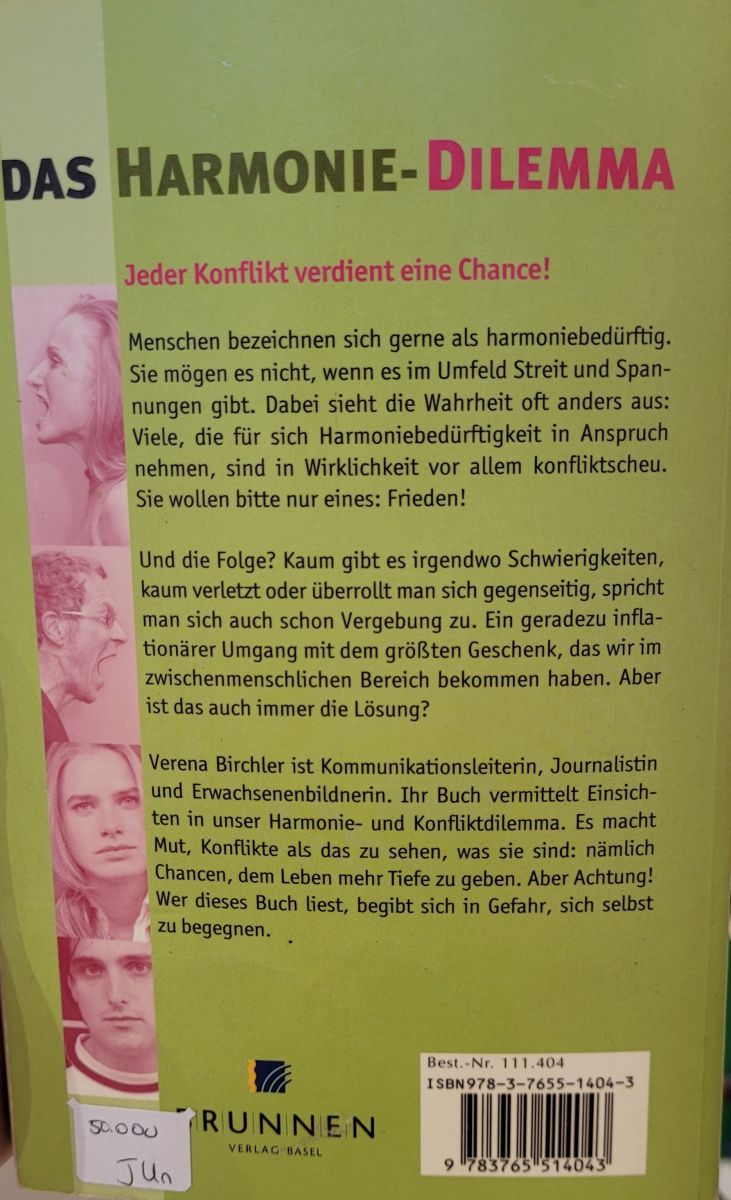 DAS HARMONIE-DILEMMA
Jeder Konflikt verdient eine Chance!
Menschen bezeichnen sich gerne als harmoniebedürftig.
Sie mögen es nicht, wenn es im Umfeld Streit und Span-
nungen gibt. Dabei sieht die Wahrheit oft anders aus:
Viele, die für sich Harmoniebedürftigkeit in Anspruch
nehmen, sind in Wirklichkeit vor allem konfliktscheu.
Sie wollen bitte nur eines: Frieden!
Und die Folge? Kaum gibt es irgendwo Schwierigkeiten,
kaum verletzt oder überrollt man sich gegenseitig, spricht
man sich auch schon Vergebung zu. Ein geradezu infla-
tionärer Umgang mit dem größten Geschenk, das wir im
zwischenmenschlichen Bereich bekommen haben. Aber
ist das auch immer die Lösung?
Verena Birchler ist Kommunikationsleiterin, Journalistin
und Erwachsenenbildnerin. Ihr Buch vermittelt Einsich-
ten in unser Harmonie- und Konfliktdilemma. Es macht
Mut, Konflikte als das zu sehen, was sie sind: nämlich
Chancen, dem Leben mehr Tiefe zu geben. Aber Achtung!
Wer dieses Buch liest, begibt sich in Gefahr, sich selbst
zu begegnen.
BRUNNEN
VERLAG BASEL
50.000
JUn
Best.-Nr. 111.404
ISBN 978-3-7655-1404-3
9 783765 514043